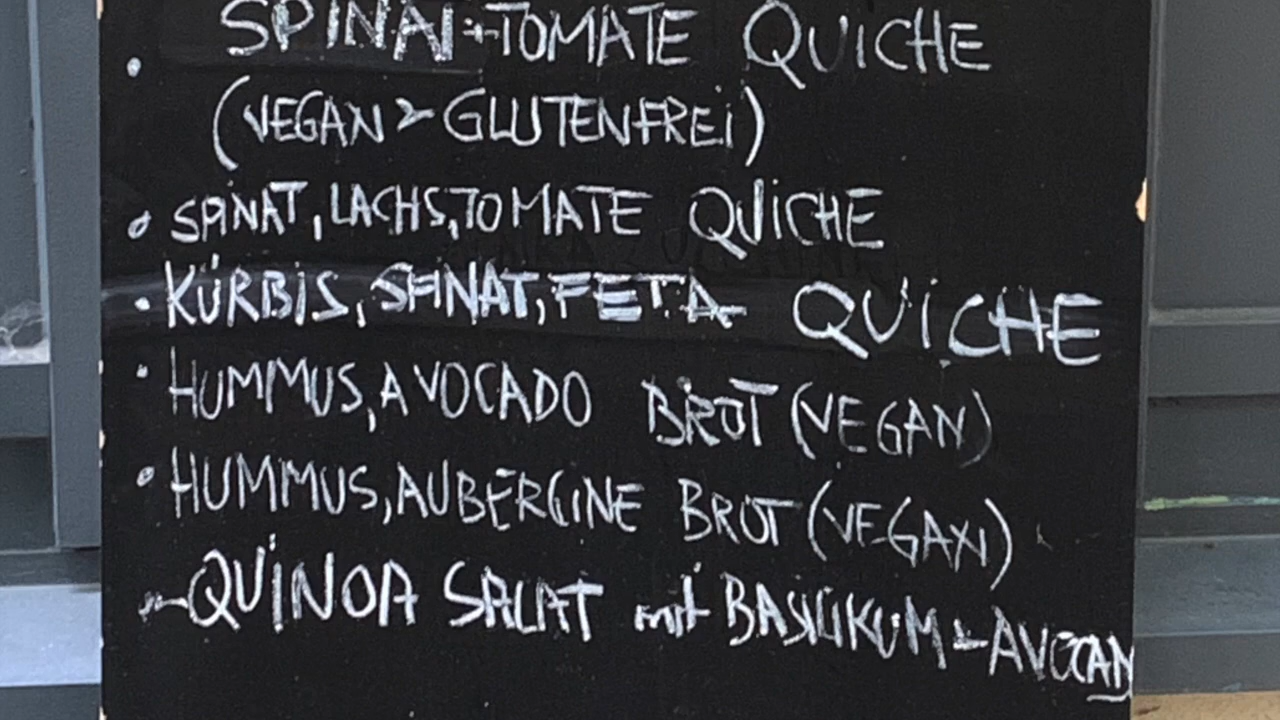 SPINAT+TOMATE QUICHE
(VEGAN + GLUTENFREI)
SPINAT, LACHS, TOMATE QUICHE
KÜRBIS, SPINAT, FETA QUICHE
HUMMUS, AVOCADO BROT (VEGAN)
HUMMUS, AUBERGINE BROT (VEGAN)
- QUINOA SALAT mit BASILIKUM +